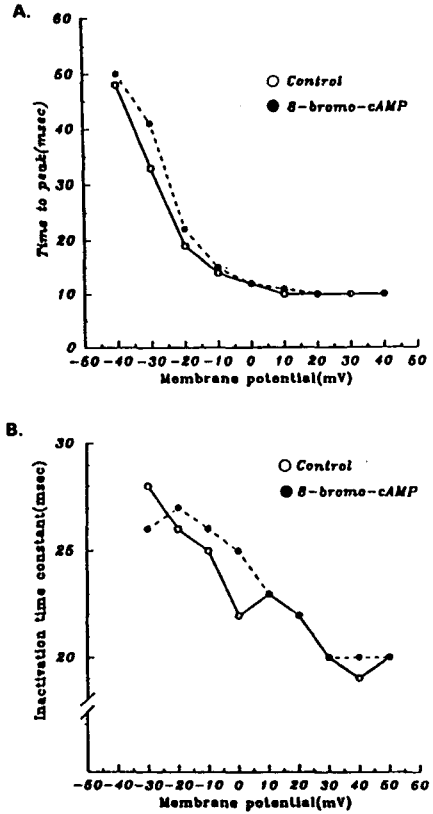 A.
60
50
40
30
20
10
0
Time to peak(msec)
Control
8-bromo-cAMP
-50 -40 -30 -20 -10 0 10 20 30 40 50
Membrane potential(mV)
B.
30
25
20
Inactivation time constant(msec)
Control
8-bromo-cAMP
-50 -40 -30 -20 -10 0 10 20 30 40 50 60
Membrane potential(mV)